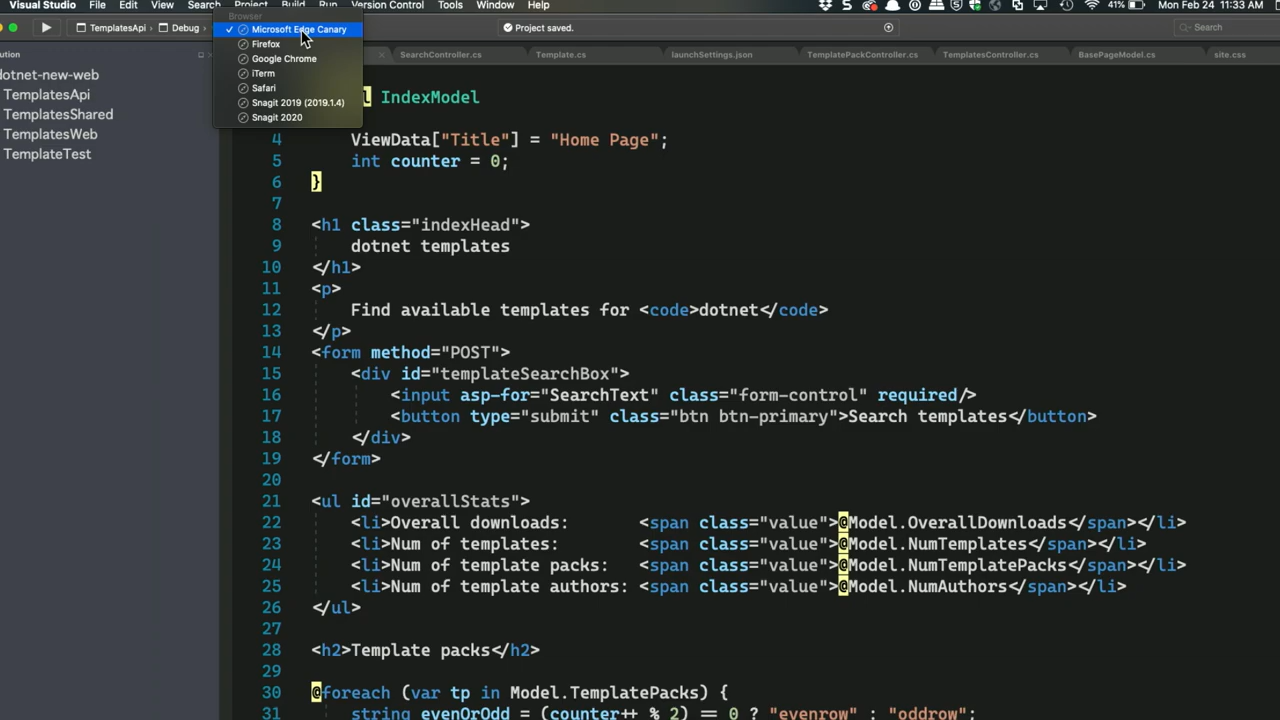 Visual Studio File Edit View Search Project Build Run Version Control Tools Window Help 41% Mon Feb 24 11:33 AM
TemplatesApi › Debug › Project saved. Search
Browser
✓ Microsoft Edge Canary
Firefox
Google Chrome
iTerm
Safari
Snagit 2019 (2019.1.4)
Snagit 2020
SearchController.cs Template.cs launchSettings.json TemplatePackController.cs TemplatesController.cs BasePageModel.cs site.css
ution
dotnet-new-web
TemplatesApi
TemplatesShared
TemplatesWeb
TemplateTest
l IndexModel
4 ViewData["Title"] = "Home Page";
5 int counter = 0;
6 }
7
8 <h1 class="indexHead">
9 dotnet templates
10 </h1>
11 <p>
12 Find available templates for <code>dotnet</code>
13 </p>
14 <form method="POST">
15 <div id="templateSearchBox">
16 <input asp-for="SearchText" class="form-control" required/>
17 <button type="submit" class="btn btn-primary">Search templates</button>
18 </div>
19 </form>
20
21 <ul id="overallStats">
22 <li>Overall downloads: <span class="value">@Model.OverallDownloads</span></li>
23 <li>Num of templates: <span class="value">@Model.NumTemplates</span></li>
24 <li>Num of template packs: <span class="value">@Model.NumTemplatePacks</span></li>
25 <li>Num of template authors: <span class="value">@Model.NumAuthors</span></li>
26 </ul>
27
28 <h2>Template packs</h2>
29
30 @foreach (var tp in Model.TemplatePacks) {
31 string evenOrOdd = (counter++ % 2) == 0 ? "evenrow" : "oddrow";